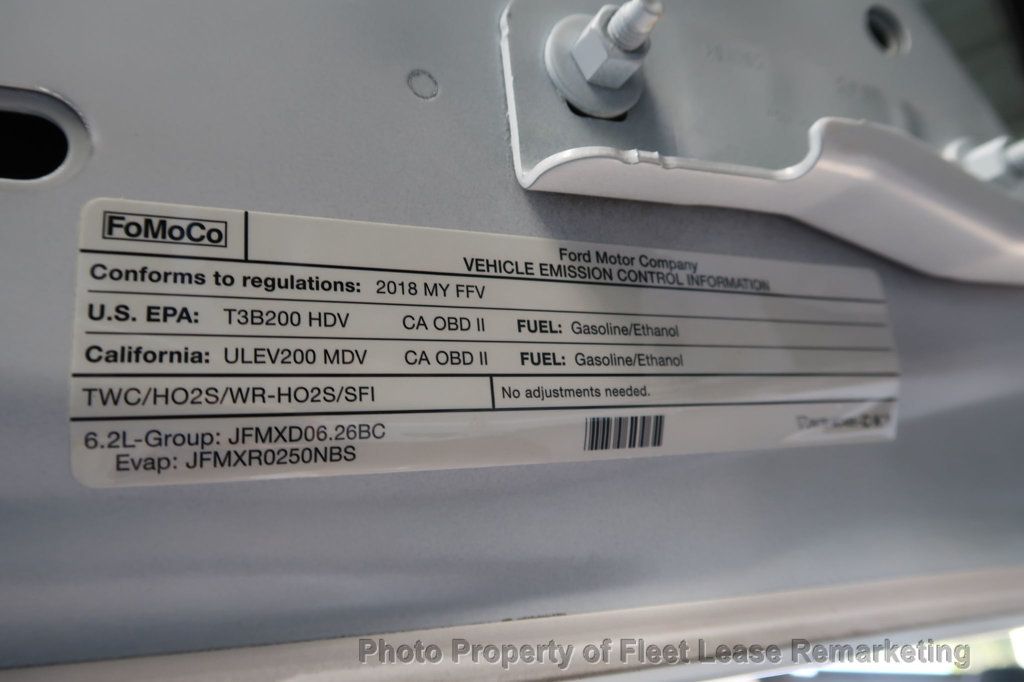 FoMoCo
Ford Motor Company
VEHICLE EMISSION CONTROL INFORMATION
Conforms to regulations: 2018 MY FFV
U.S. EPA: T3B200 HDV CA OBD II FUEL: Gasoline/Ethanol
California: ULEV200 MDV CA OBD II FUEL: Gasoline/Ethanol
TWC/HO2S/WR-HO2S/SFI No adjustments needed.
6.2L-Group: JFMXD06.26BC
Evap: JFMXR0250NBS
Photo Property of Fleet Lease Remarketing